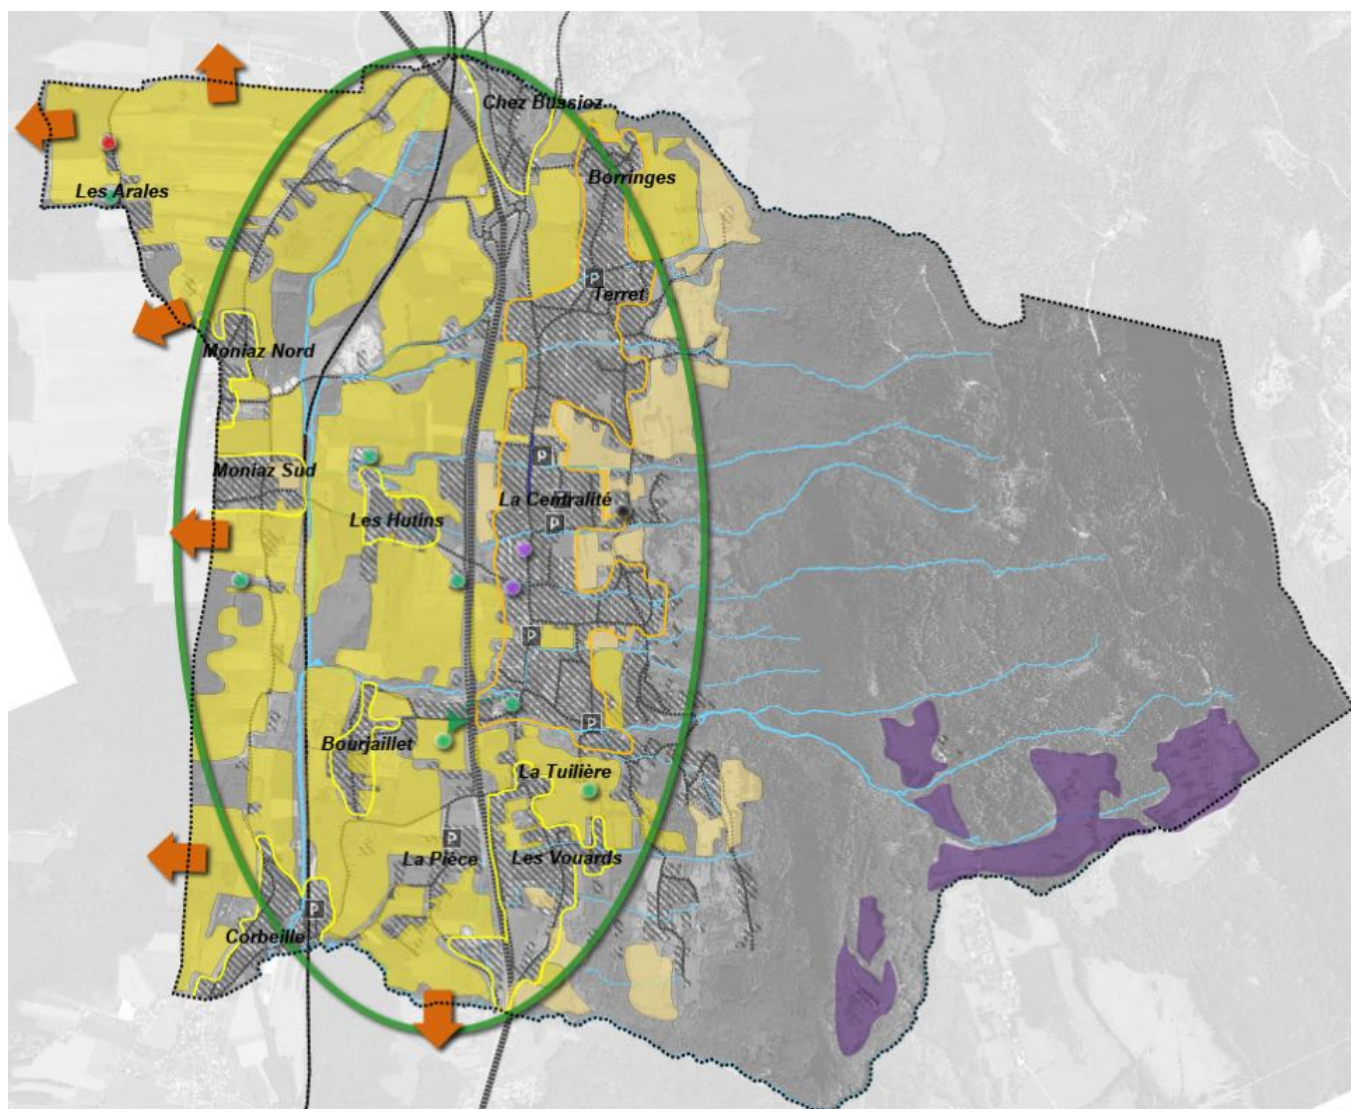 Chez Bussioz
Borringes
Les Arales
P
Terret
Moniaz Nord
P
Moniaz Sud
La Centralité
Les Hutins
P
P
P
Bourjaillet
La Tuilière
P
La Pièce
Les Vouards
P
Corbeille